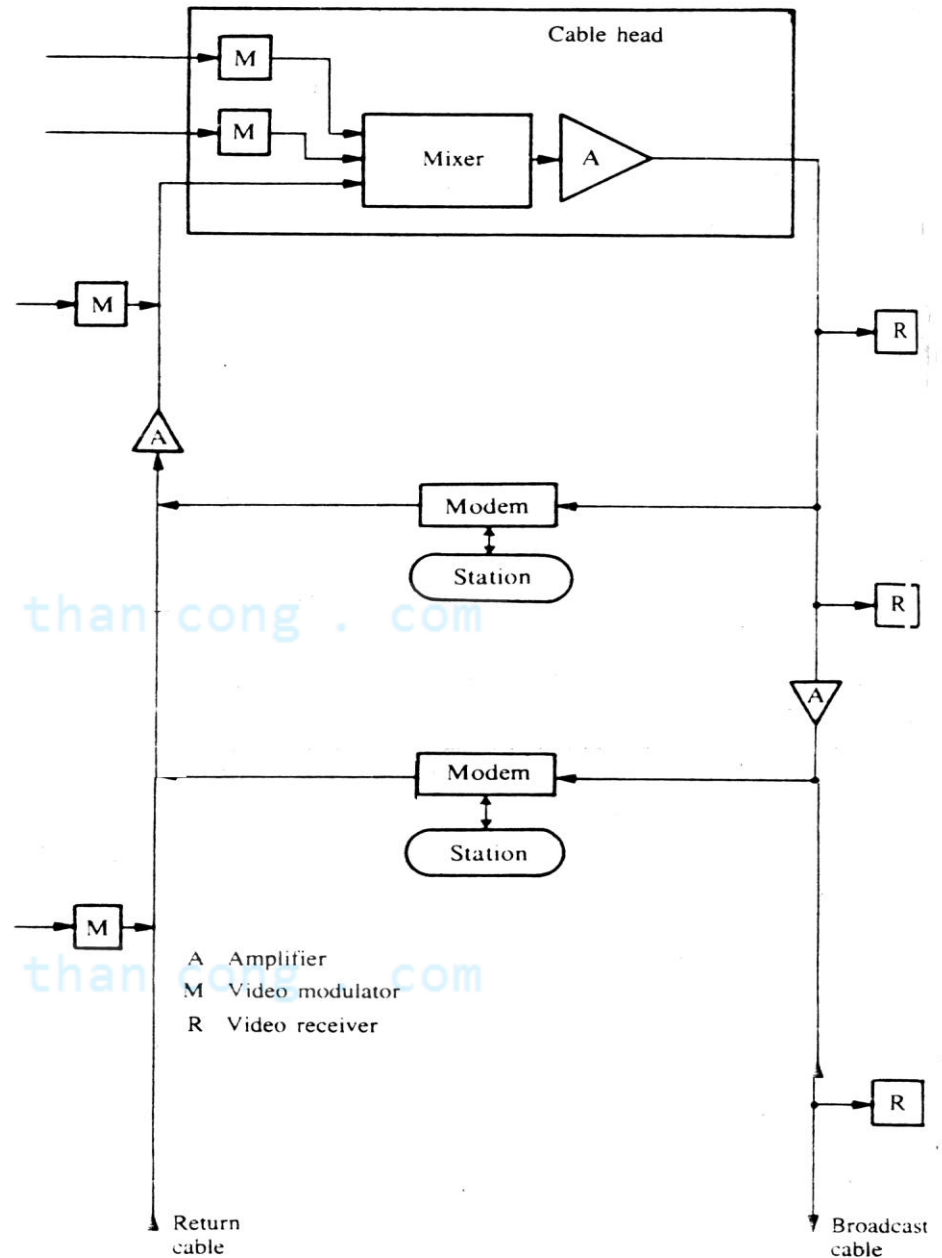 Cable head
M
M
Mixer
A
M
R
A
Modem
Station
than cong . com
R
A
Modem
Station
M
A Amplifier
than cong . com
M Video modulator
R Video receiver
R
Return
cable
Broadcast
cable